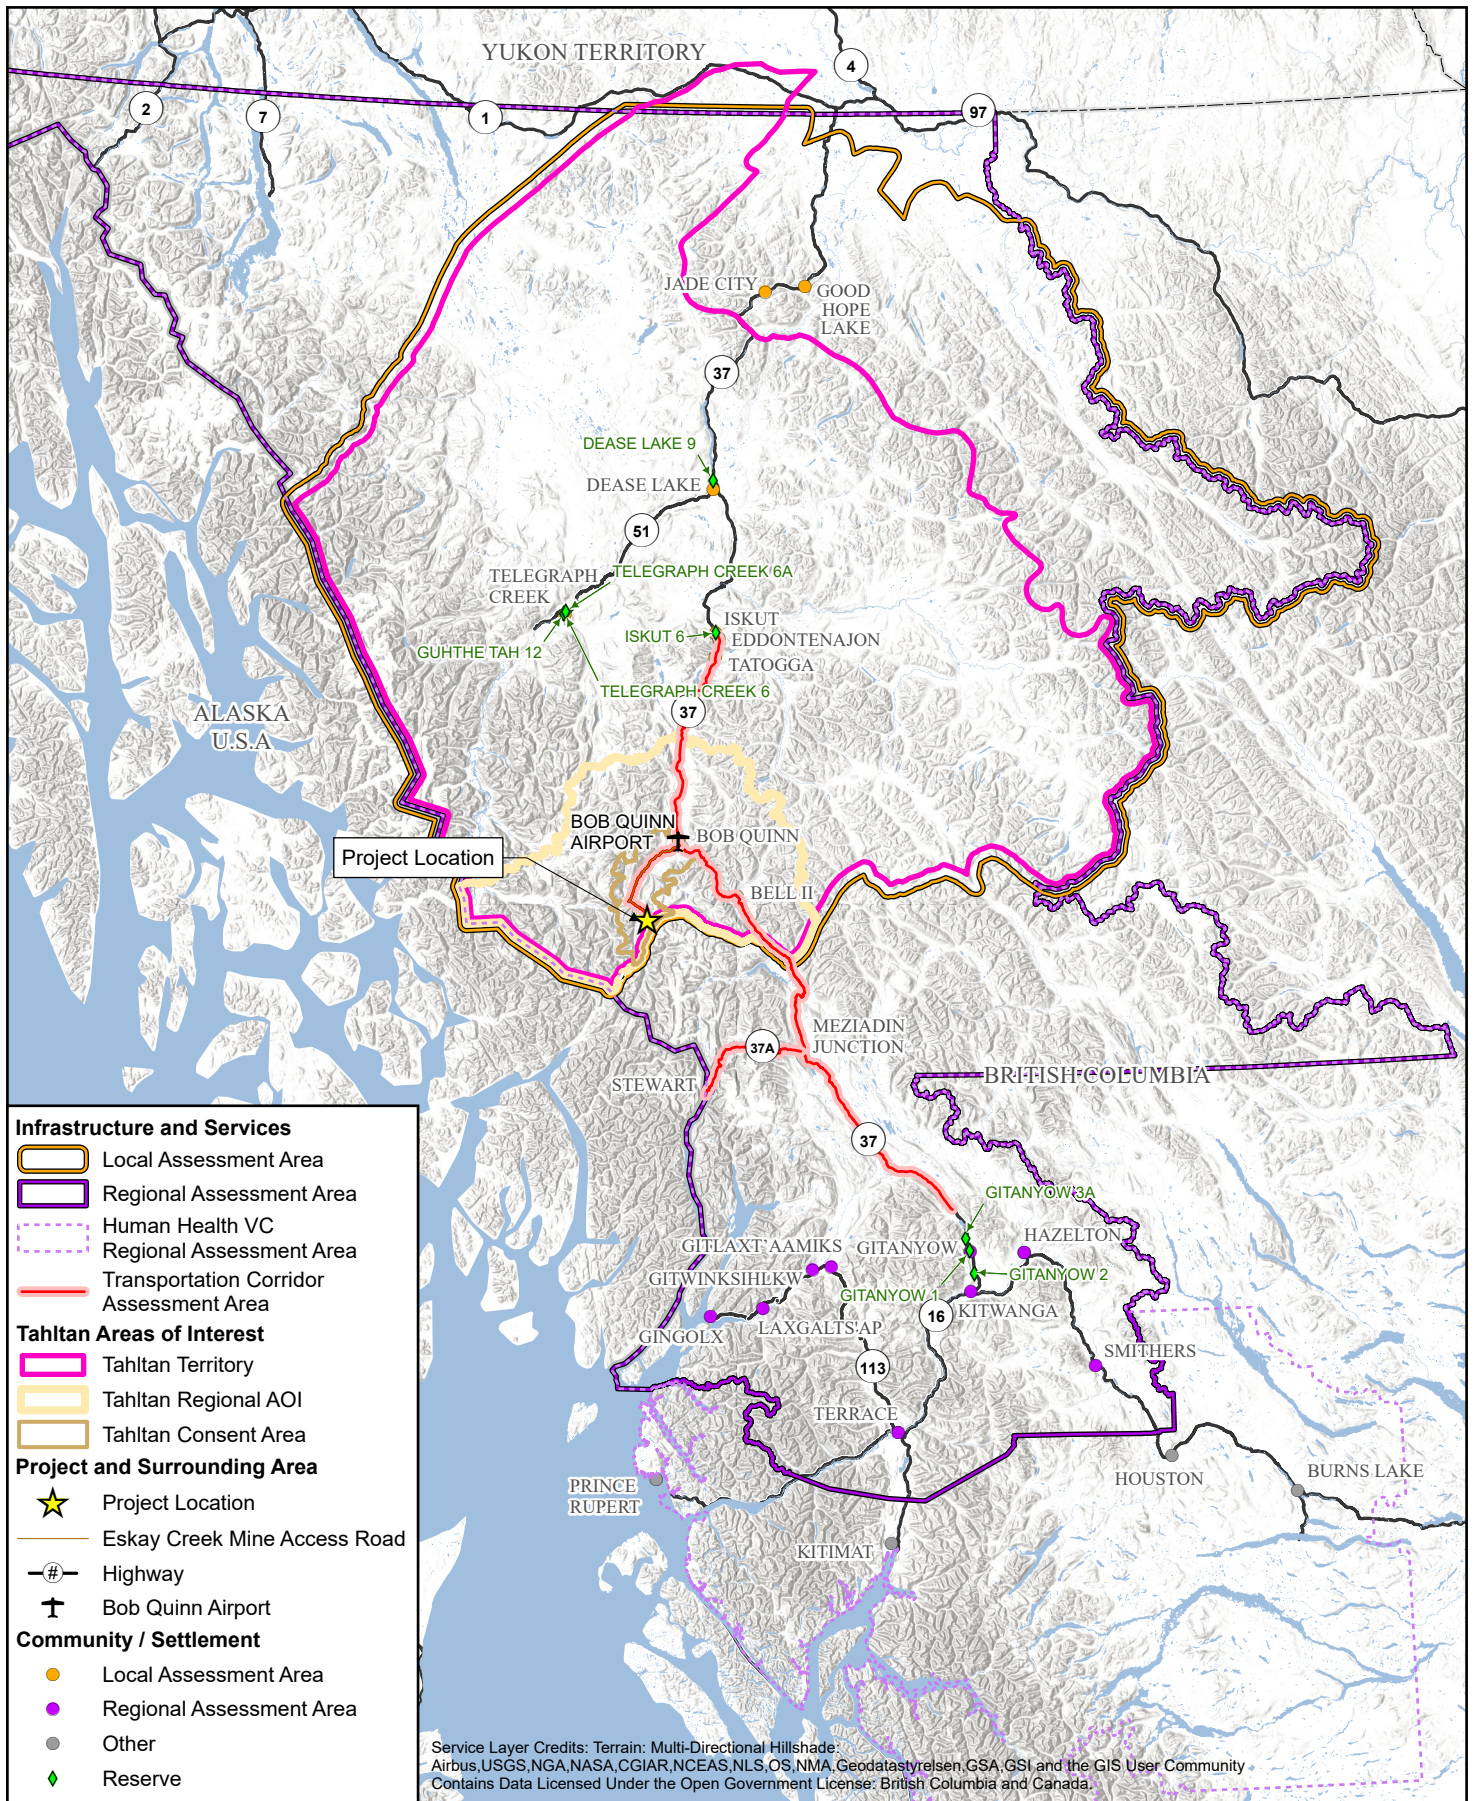 YUKON TERRITORY
4
2
7
1
97
JADE CITY
GOOD
HOPE
LAKE
37
DEASE LAKE 9
DEASE LAKE
51
TELEGRAPH
CREEK
TELEGRAPH CREEK 6A
ISKUT
ISKUT 6
EDDONTENAJON
GUHTHE TAH 12
TATOGGA
TELEGRAPH CREEK 6
37
ALASKA
U.S.A
BOB QUINN
AIRPORT
BOB QUINN
Project Location
BELL II
MEZIADIN
JUNCTION
37A
STEWART
BRITISH COLUMBIA
37
GITANYOW 3A
HAZELTON
GITLAXT'AAMIKS
GITANYOW
GITWINKSIHLKW
GITANYOW 2
GITANYOW 1
KITWANGA
16
LAXGALTS'AP
GINGOLX
SMITHERS
113
TERRACE
HOUSTON
BURNS LAKE
PRINCE
RUPERT
KITIMAT
Infrastructure and Services
Local Assessment Area
Regional Assessment Area
Human Health VC
Regional Assessment Area
Transportation Corridor
Assessment Area
Tahltan Areas of Interest
Tahltan Territory
Tahltan Regional AOI
Tahltan Consent Area
Project and Surrounding Area
Project Location
Eskay Creek Mine Access Road
# Highway
Bob Quinn Airport
Community / Settlement
Local Assessment Area
Regional Assessment Area
Other
Reserve
Service Layer Credits: Terrain: Multi-Directional Hillshade:
Airbus,USGS,NGA,NASA,CGIAR,NCEAS,NLS,OS,NMA,Geodatastyrelsen,GSA,GSI and the GIS User Community
Contains Data Licensed Under the Open Government License: British Columbia and Canada.